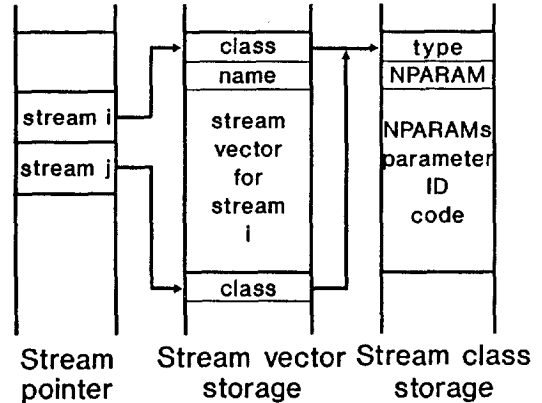 stream i
stream j
Stream
pointer
class
name
stream
vector
for
stream
i
class
Stream vector
storage
type
NPARAM
NPARAMs
parameter
ID
code
Stream class
storage